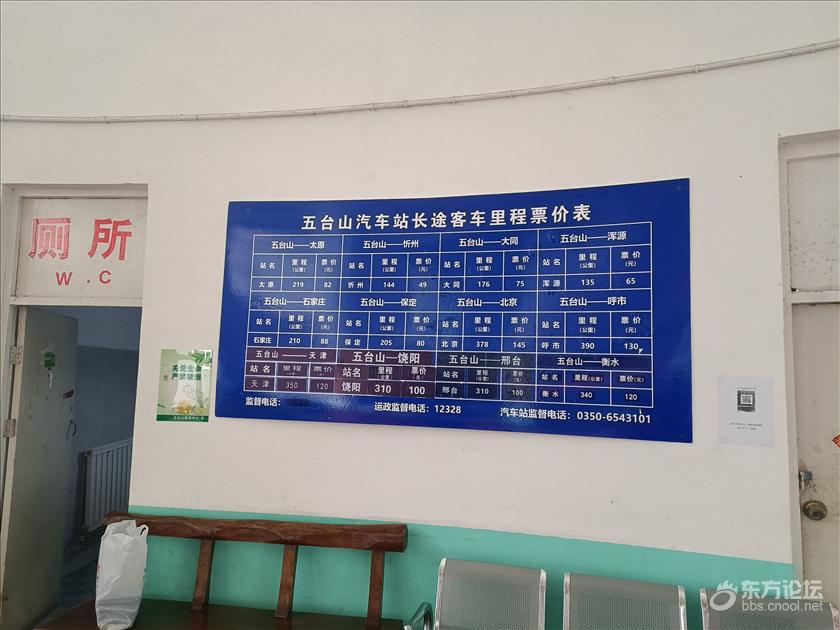 厕所
W.C
五台山汽车站长途客车里程票价表
五台山——太原 五台山——忻州 五台山——大同 五台山——浑源
站名 里程(公里) 票价(元) 站名 里程(公里) 票价(元) 站名 里程(公里) 票价(元) 站名 里程(公里) 票价(元)
太原 219 82 忻州 144 49 大同 176 75 浑源 135 65
五台山——石家庄 五台山——保定 五台山——北京 五台山——呼市
站名 里程(公里) 票价(元) 站名 里程(公里) 票价(元) 站名 里程(公里) 票价(元) 站名 里程(公里) 票价(元)
石家庄 210 88 保定 205 80 北京 378 145 呼市 390 130
五台山——天津 五台山——饶阳 五台山——邢台 五台山——衡水
站名 里程(公里) 票价(元) 站名 里程(公里) 票价(元) 站名 里程(公里) 票价(元) 站名 里程(公里) 票价(元)
天津 350 120 饶阳 310 100 邢台 310 100 衡水 340 120
监督电话: 运政监督电话:12328 汽车站监督电话:0350-6543101
东方论坛
bbs.cnool.net